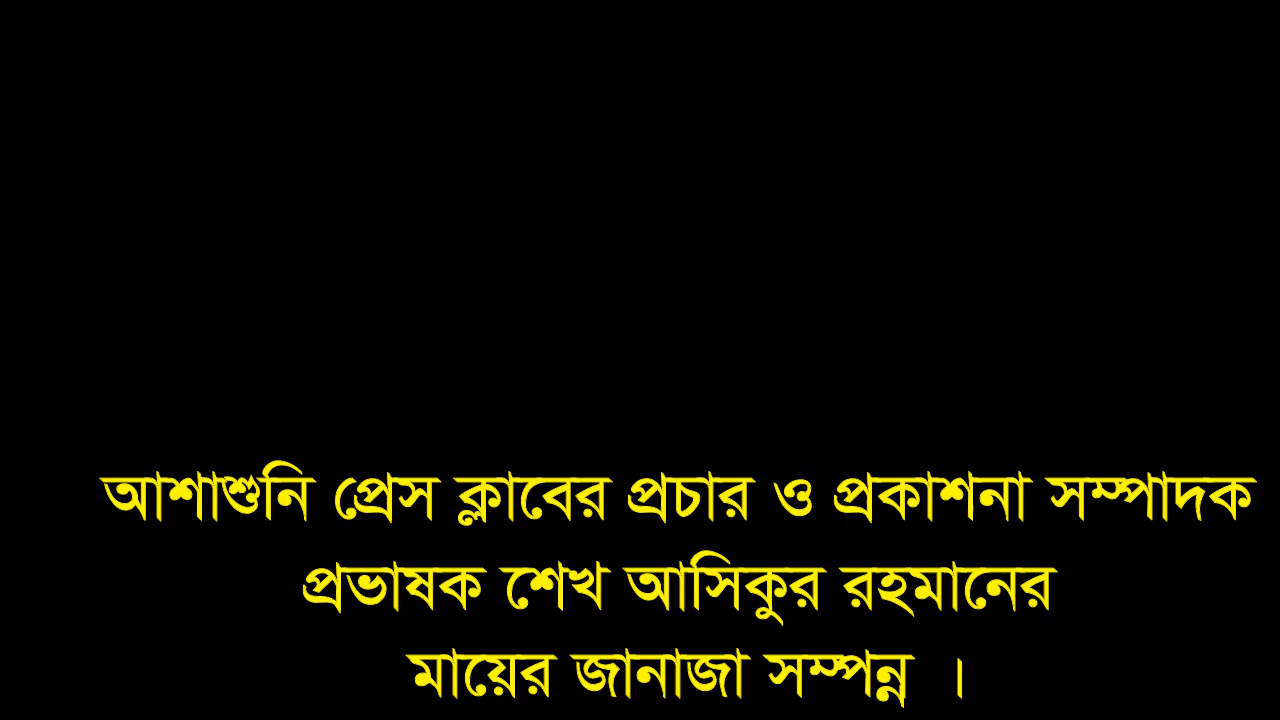 আশাশুনি প্রেস ক্লাবের প্রচার ও প্রকাশনা সম্পাদক
প্রভাষক শেখ আসিকুর রহমানের
মায়ের জানাজা সম্পন্ন ।